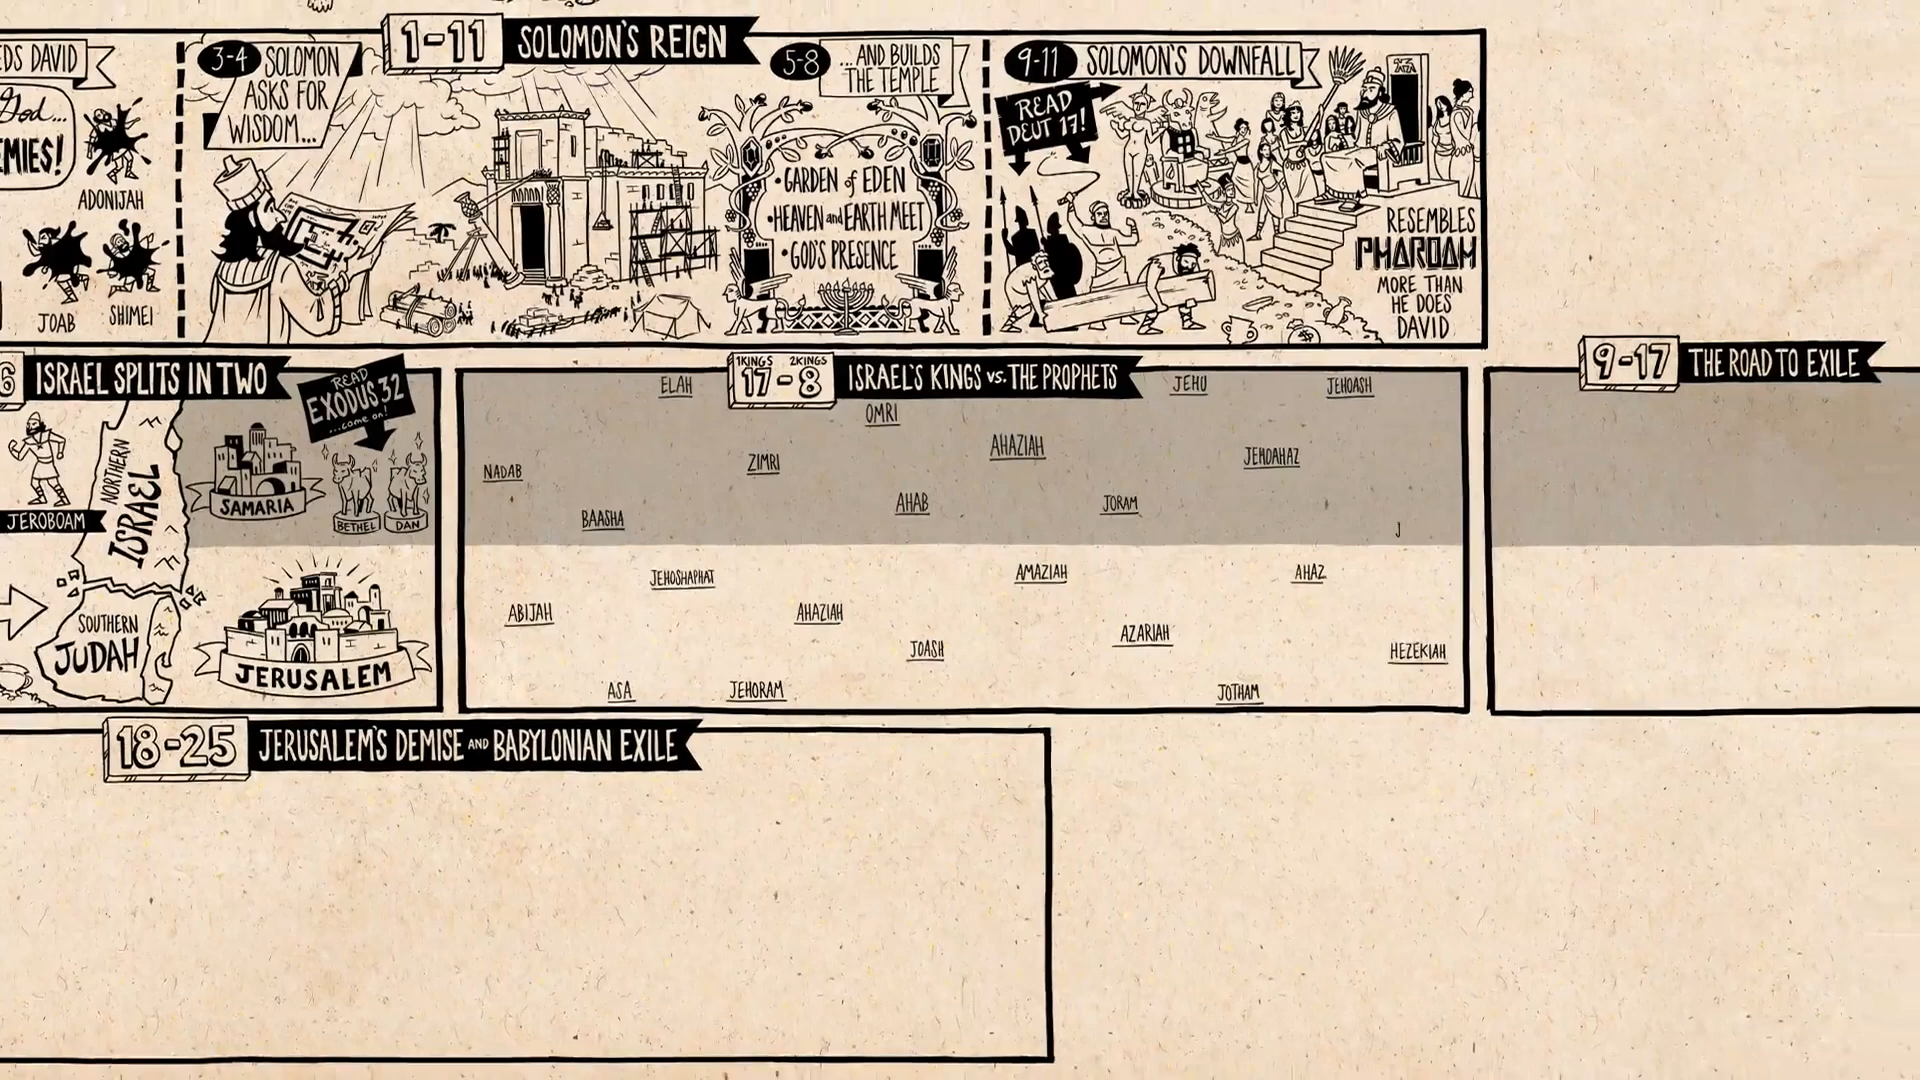 1-11 SOLOMON'S REIGN
DS DAVID
God...
EMIES!
ADONIJAH
JOAB
SHIMEI
3-4 SOLOMON
ASKS FOR
WISDOM...
5-8 ...AND BUILDS
THE TEMPLE
• GARDEN of EDEN
• HEAVEN and EARTH MEET
• GOD'S PRESENCE
9-11 SOLOMON'S DOWNFALL
READ
DEUT 17!
RESEMBLES
PHAROAH
MORE THAN
HE DOES
DAVID
6 ISRAEL SPLITS IN TWO
READ
EXODUS 32
...come on!
JEROBOAM
NORTHERN
ISRAEL
SAMARIA
BETHEL
DAN
SOUTHERN
JUDAH
JERUSALEM
1KINGS 2KINGS
17-8 ISRAEL'S KINGS vs. THE PROPHETS
ELAH
OMRI
JEHU
JEHOASH
NADAB
ZIMRI
AHAZIAH
JEHOAHAZ
BAASHA
AHAB
JORAM
J
JEHOSHAPHAT
AMAZIAH
AHAZ
ABIJAH
AHAZIAH
JOASH
AZARIAH
HEZEKIAH
ASA
JEHORAM
JOTHAM
9-17 THE ROAD TO EXILE
18-25 JERUSALEM'S DEMISE AND BABYLONIAN EXILE